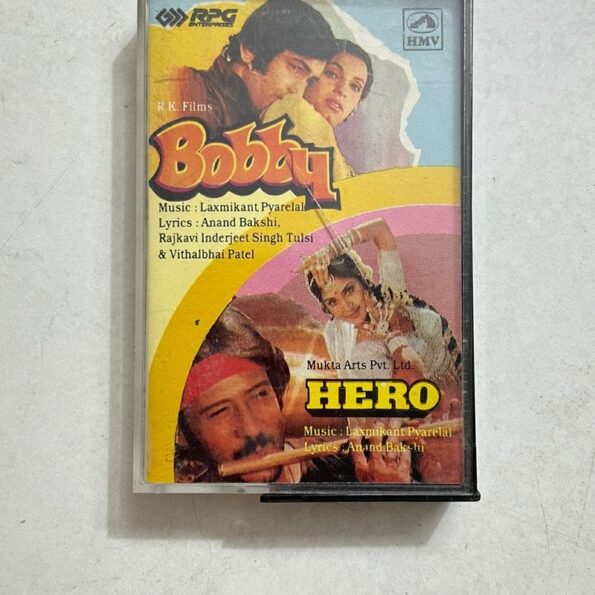 RPG
ENTERPRISES
HMV
R.K. Films
Bobby
Music : Laxmikant Pyarelal
Lyrics : Anand Bakshi,
Rajkavi Inderjeet Singh Tulsi
& Vithalbhai Patel
Mukta Arts Pvt. Ltd.
HERO
Music : Laxmikant Pyarelal
Lyrics : Anand Bakshi